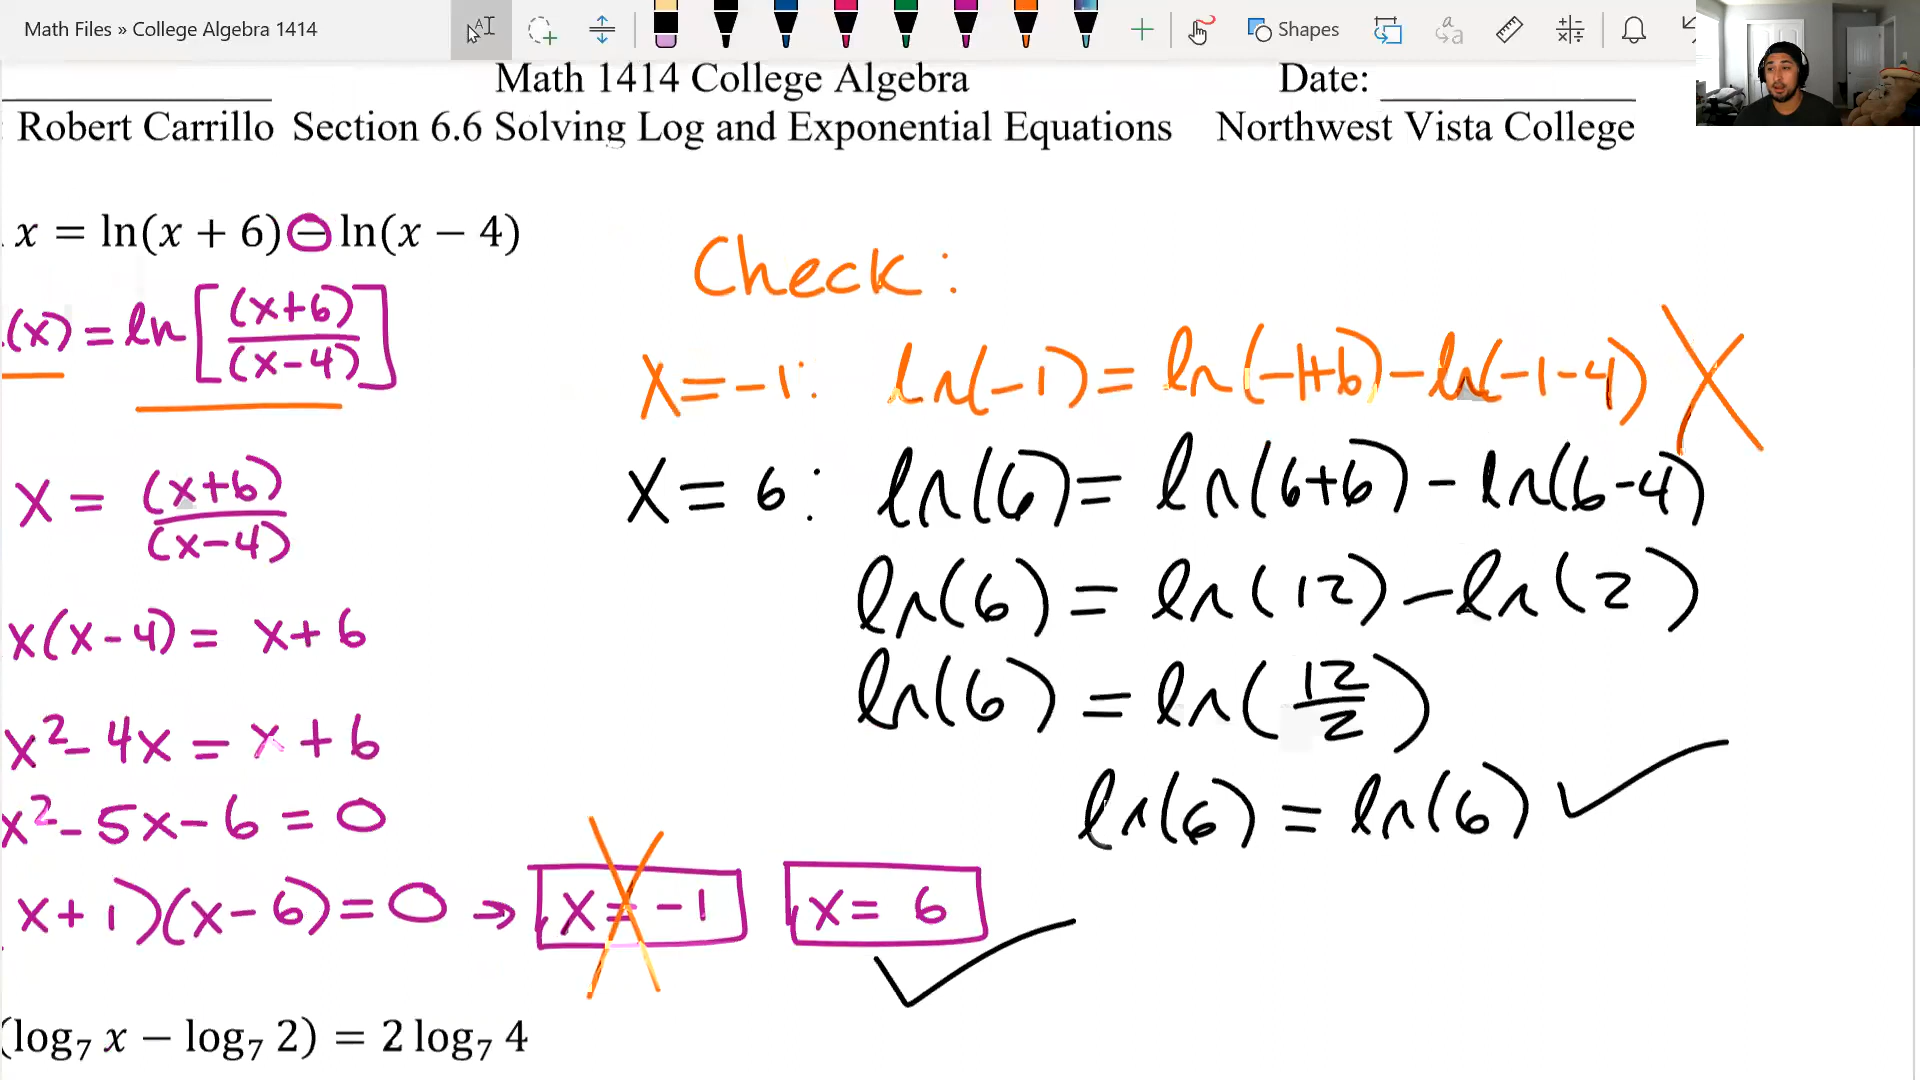 Math Files » College Algebra 1414
Shapes
Math 1414 College Algebra Date:
Robert Carrillo Section 6.6 Solving Log and Exponential Equations Northwest Vista College
x = ln(x + 6) − ln(x − 4)
(x) = ln[(x+6)/(x-4)]
x = (x+6)/(x-4)
x(x-4) = x+6
x²-4x = x+6
x²-5x-6 = 0
x+1)(x-6) = 0 → x = -1 x = 6
(log₇ x − log₇ 2) = 2 log₇ 4
Check:
x = -1: ln(-1) = ln(-1+6) - ln(-1-4) X
x = 6: ln(6) = ln(6+6) - ln(6-4)
ln(6) = ln(12) - ln(2)
ln(6) = ln(12/2)
ln(6) = ln(6) ✓